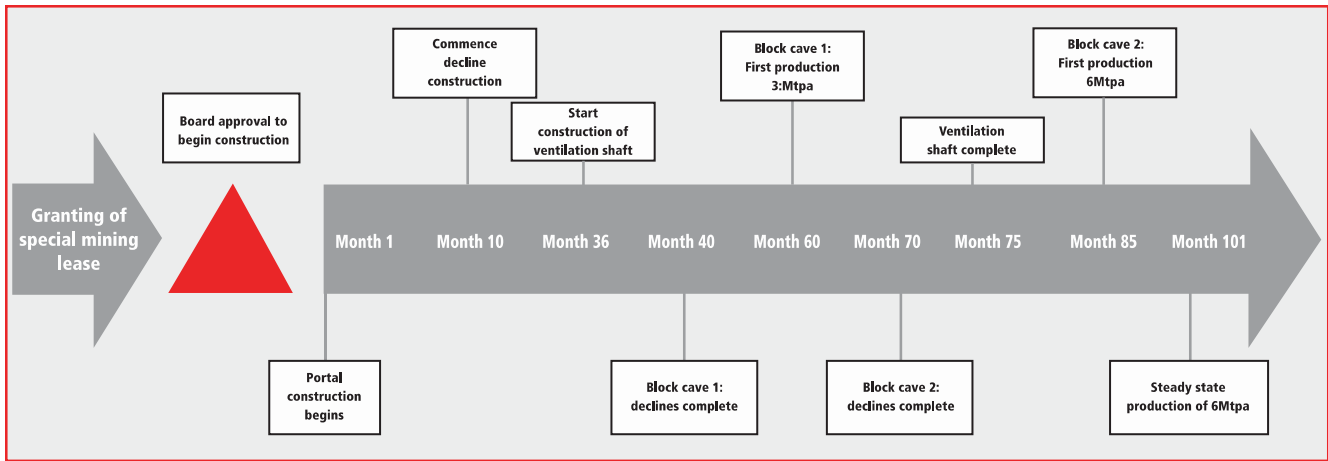 Granting of
special mining
lease
Board approval to
begin construction
Commence
decline
construction
Start
construction of
ventilation shaft
Block cave 1:
First production
3:Mtpa
Ventilation
shaft complete
Block cave 2:
First production
6Mtpa
Month 1
Month 10
Month 36
Month 40
Month 60
Month 70
Month 75
Month 85
Month 101
Portal
construction
begins
Block cave 1:
declines complete
Block cave 2:
declines complete
Steady state
production of 6Mtpa